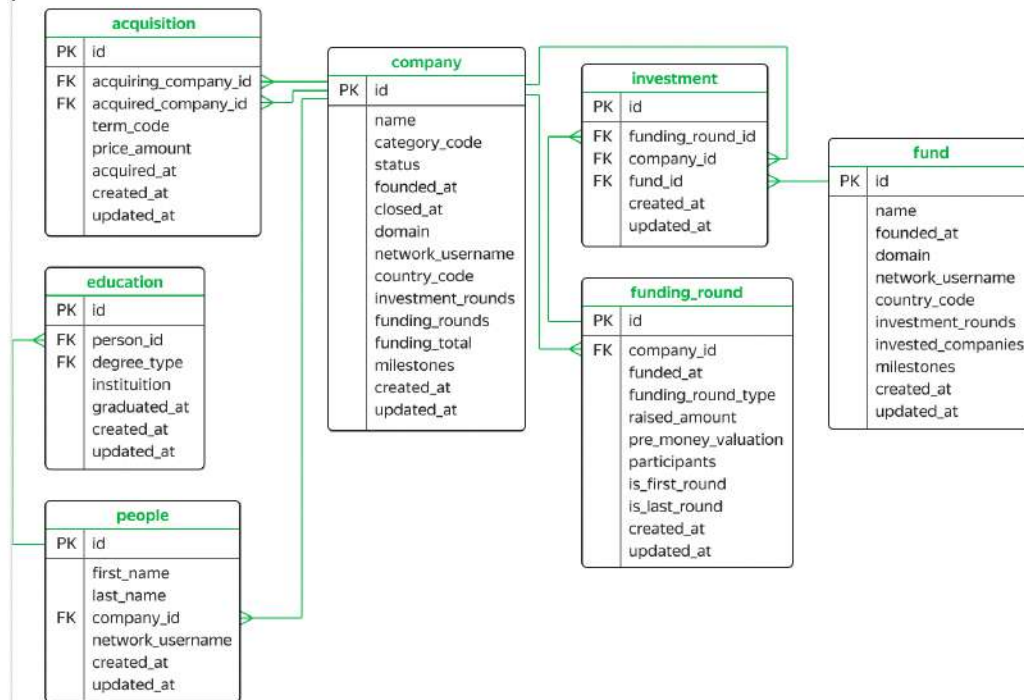 acquisition
PK id
FK acquiring_company_id
FK acquired_company_id
term_code
price_amount
acquired_at
created_at
updated_at
education
PK id
FK person_id
FK degree_type
instituition
graduated_at
created_at
updated_at
people
PK id
first_name
last_name
FK company_id
network_username
created_at
updated_at
company
PK id
name
category_code
status
founded_at
closed_at
domain
network_username
country_code
investment_rounds
funding_rounds
funding_total
milestones
created_at
updated_at
investment
PK id
FK funding_round_id
FK company_id
FK fund_id
created_at
updated_at
funding_round
PK id
FK company_id
funded_at
funding_round_type
raised_amount
pre_money_valuation
participants
is_first_round
is_last_round
created_at
updated_at
fund
PK id
name
founded_at
domain
network_username
country_code
investment_rounds
invested_companies
milestones
created_at
updated_at